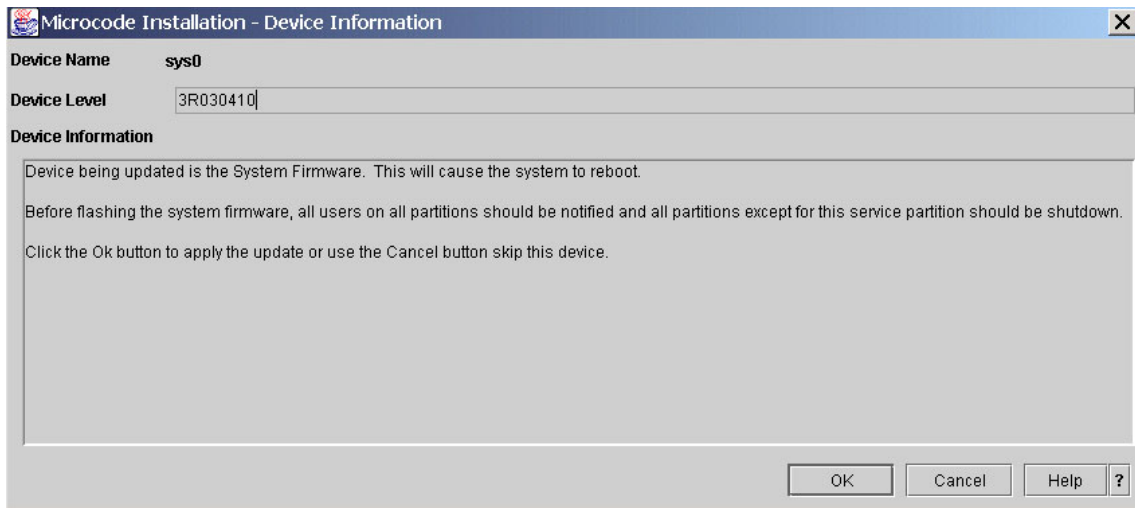 Microcode Installation - Device Information
Device Name sys0
Device Level 3R030410
Device Information
Device being updated is the System Firmware. This will cause the system to reboot.
Before flashing the system firmware, all users on all partitions should be notified and all partitions except for this service partition should be shutdown.
Click the Ok button to apply the update or use the Cancel button skip this device.
OK Cancel Help ?